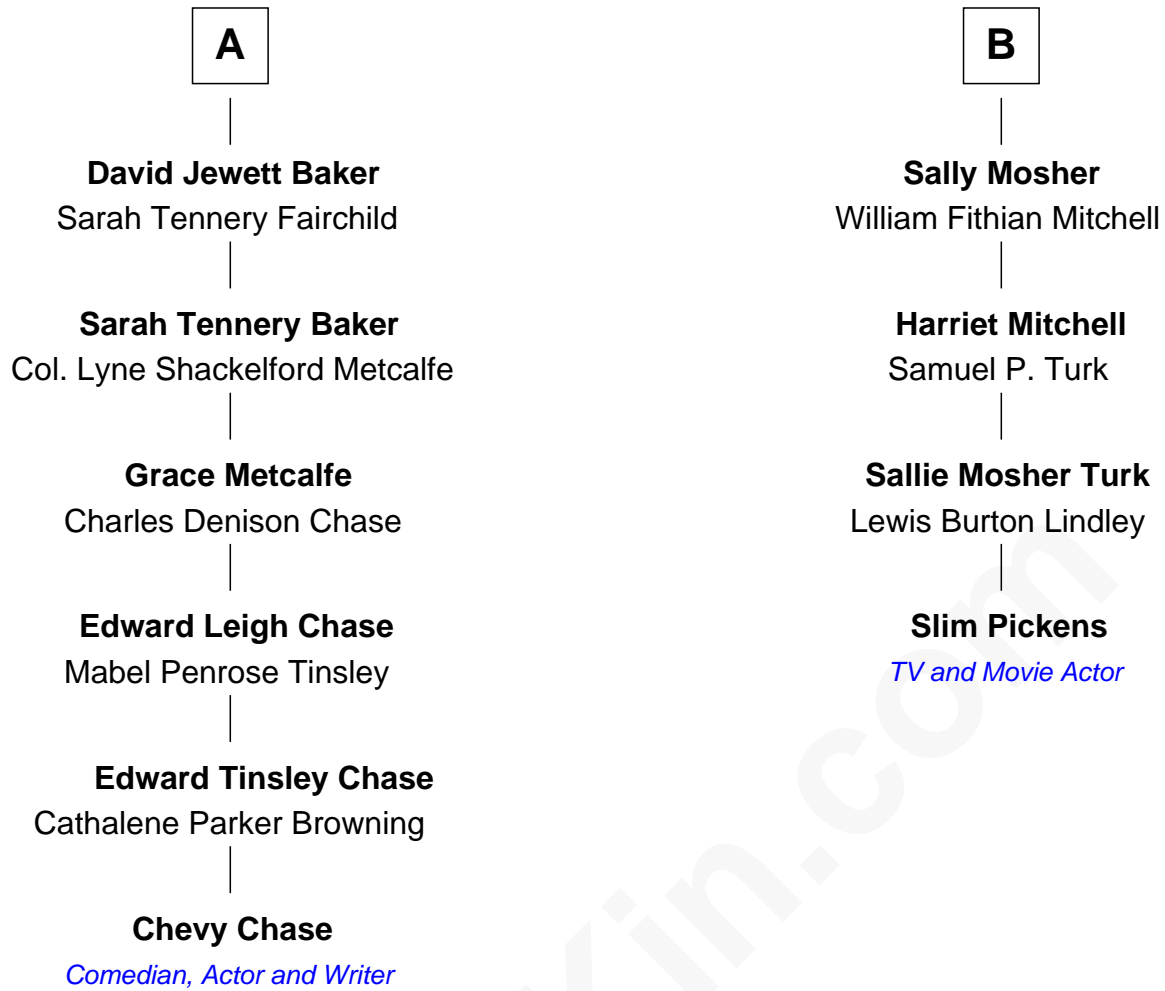 A
David Jewett Baker
Sarah Tennery Fairchild
Sarah Tennery Baker
Col. Lyne Shackelford Metcalfe
Grace Metcalfe
Charles Denison Chase
Edward Leigh Chase
Mabel Penrose Tinsley
Edward Tinsley Chase
Cathalene Parker Browning
Chevy Chase
Comedian, Actor and Writer
B
Sally Mosher
William Fithian Mitchell
Harriet Mitchell
Samuel P. Turk
Sallie Mosher Turk
Lewis Burton Lindley
Slim Pickens
TV and Movie Actor
Kin.com